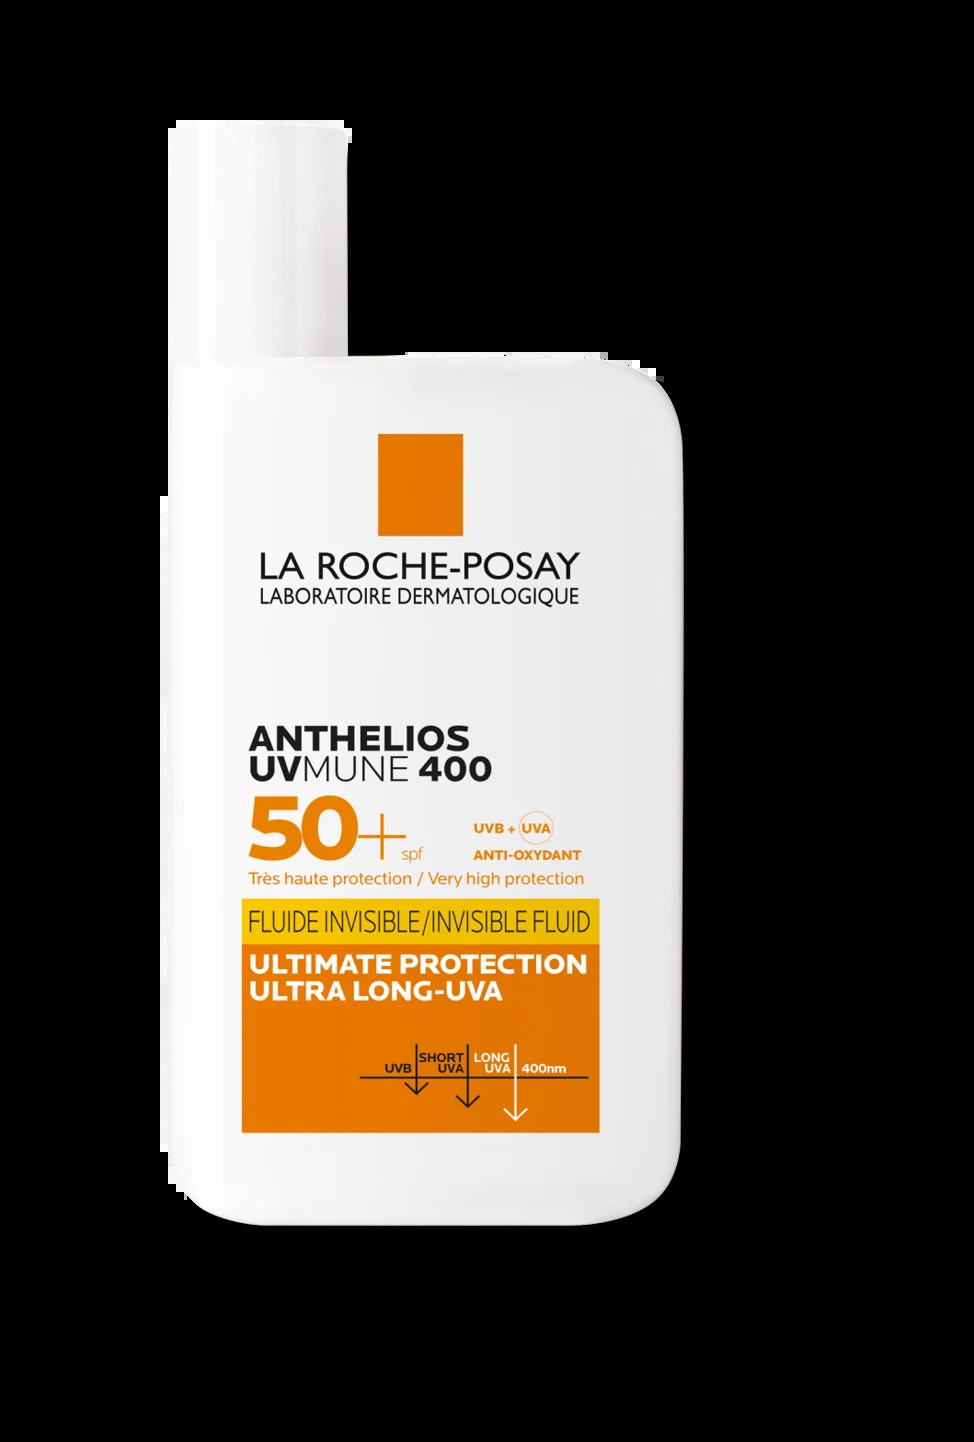 LA ROCHE-POSAY
LABORATOIRE DERMATOLOGIQUE
ANTHELIOS
UVMUNE 400
50+ spf
UVB + UVA
ANTI-OXYDANT
Très haute protection / Very high protection
FLUIDE INVISIBLE/INVISIBLE FLUID
ULTIMATE PROTECTION
ULTRA LONG-UVA
UVB
SHORT
UVA
LONG
UVA
400nm